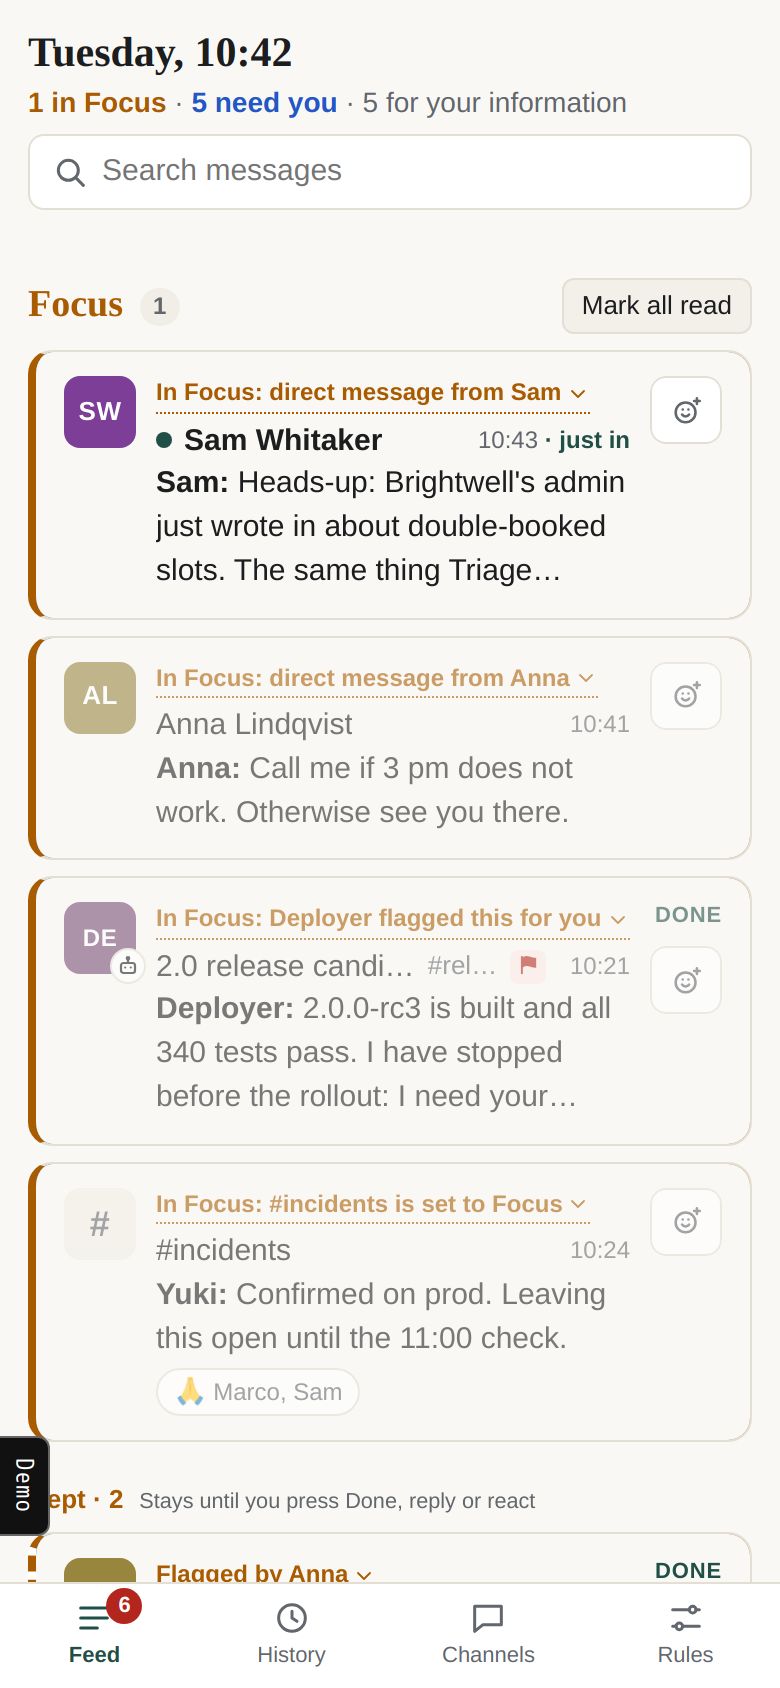 Tuesday, 10:42
1 in Focus · 5 need you · 5 for your information
Search messages
Focus 1
Mark all read
SW
In Focus: direct message from Sam
Sam Whitaker 10:43 · just in
Sam: Heads-up: Brightwell's admin
just wrote in about double-booked
slots. The same thing Triage…
AL
In Focus: direct message from Anna
Anna Lindqvist 10:41
Anna: Call me if 3 pm does not
work. Otherwise see you there.
DE
In Focus: Deployer flagged this for you
DONE
2.0 release candi… #rel… 10:21
Deployer: 2.0.0-rc3 is built and all
340 tests pass. I have stopped
before the rollout: I need your…
#
In Focus: #incidents is set to Focus
#incidents 10:24
Yuki: Confirmed on prod. Leaving
this open until the 11:00 check.
🙏 Marco, Sam
Demo
ept · 2 Stays until you press Done, reply or react
Flagged by Anna
DONE
6
Feed
History
Channels
Rules